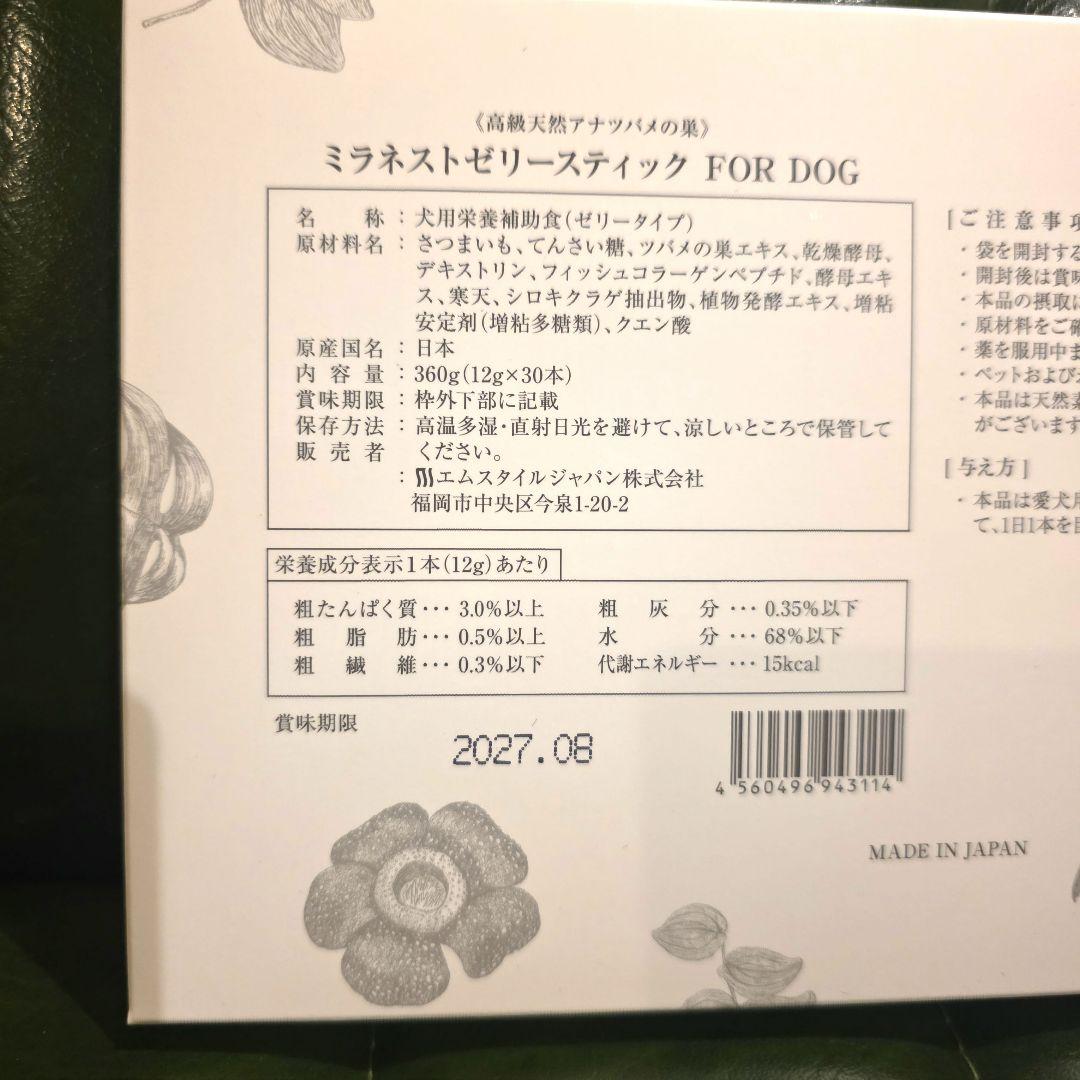 《高級天然アナツバメの巣》
ミラネストゼリースティック FOR DOG
名　　称 : 犬用栄養補助食(ゼリータイプ)
原材料名 : さつまいも、てんさい糖、ツバメの巣エキス、乾燥酵母、
デキストリン、フィッシュコラーゲンペプチド、酵母エキ
ス、寒天、シロキクラゲ抽出物、植物発酵エキス、増粘
安定剤(増粘多糖類)、クエン酸
原産国名 : 日本
内 容 量 : 360g(12g×30本)
賞味期限 : 枠外下部に記載
保存方法 : 高温多湿・直射日光を避けて、涼しいところで保管して
販 売 者　ください。
: エムスタイルジャパン株式会社
福岡市中央区今泉1-20-2
栄養成分表示1本(12g)あたり
粗たんぱく質･･･ 3.0%以上　粗　灰　分 ･･･ 0.35%以下
粗　脂　肪･･･ 0.5%以上　水　　　分 ･･･ 68%以下
粗　繊　維･･･ 0.3%以下　代謝エネルギー ･･･ 15kcal
賞味期限
2027.08
4 560496 943114
MADE IN JAPAN
[ご注意事項
・袋を開封する
・開封後は賞味
・本品の摂取に
・原材料をご確
・薬を服用中ま
・ペットおよび
・本品は天然素
がございます
[与え方]
・本品は愛犬用
て、1日1本を目